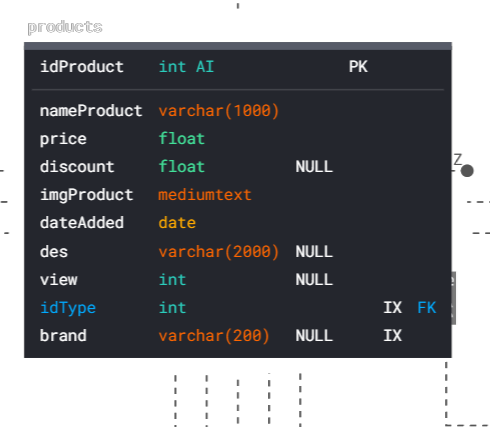 products
idProduct int AI PK
nameProduct varchar(1000)
price float
discount float NULL
imgProduct mediumtext
dateAdded date
des varchar(2000) NULL
view int NULL
idType int IX FK
brand varchar(200) NULL IX
Z